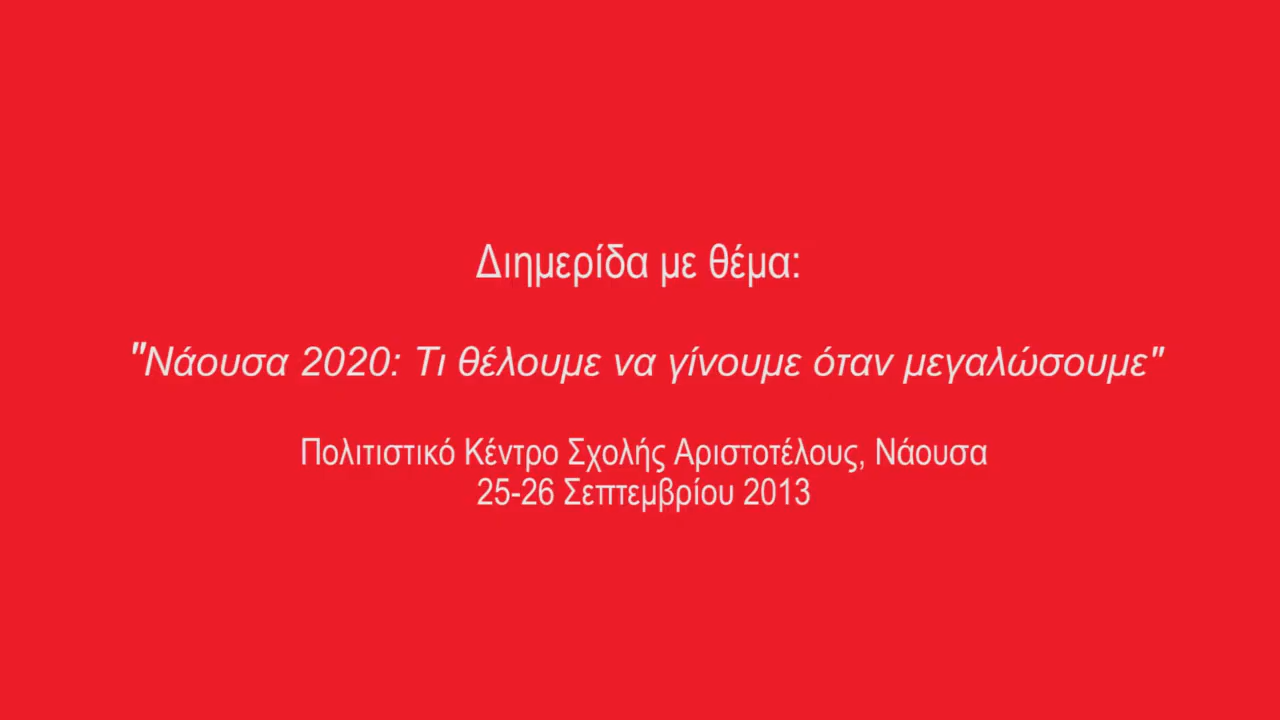 Διημερίδα με θέμα:
"Νάουσα 2020: Τι θέλουμε να γίνουμε όταν μεγαλώσουμε"
Πολιτιστικό Κέντρο Σχολής Αριστοτέλους, Νάουσα
25-26 Σεπτεμβρίου 2013